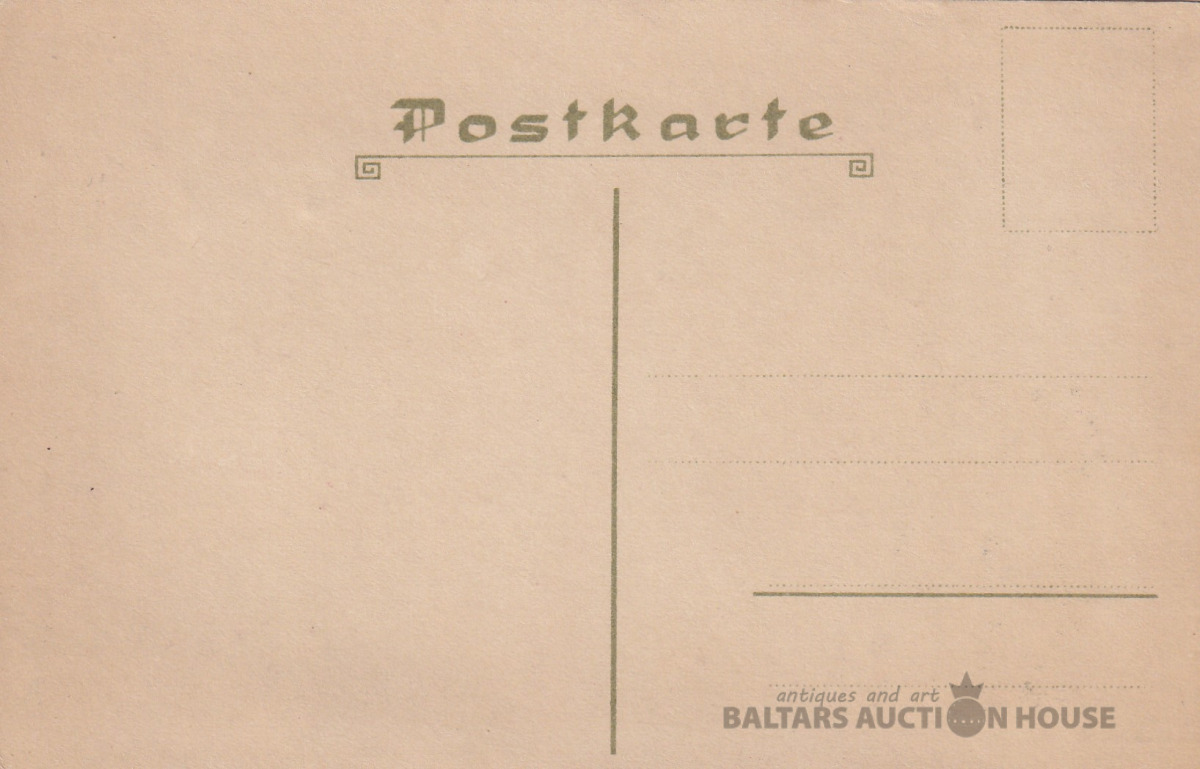 Postkarte
antiques and art
BALTARS AUCTION HOUSE